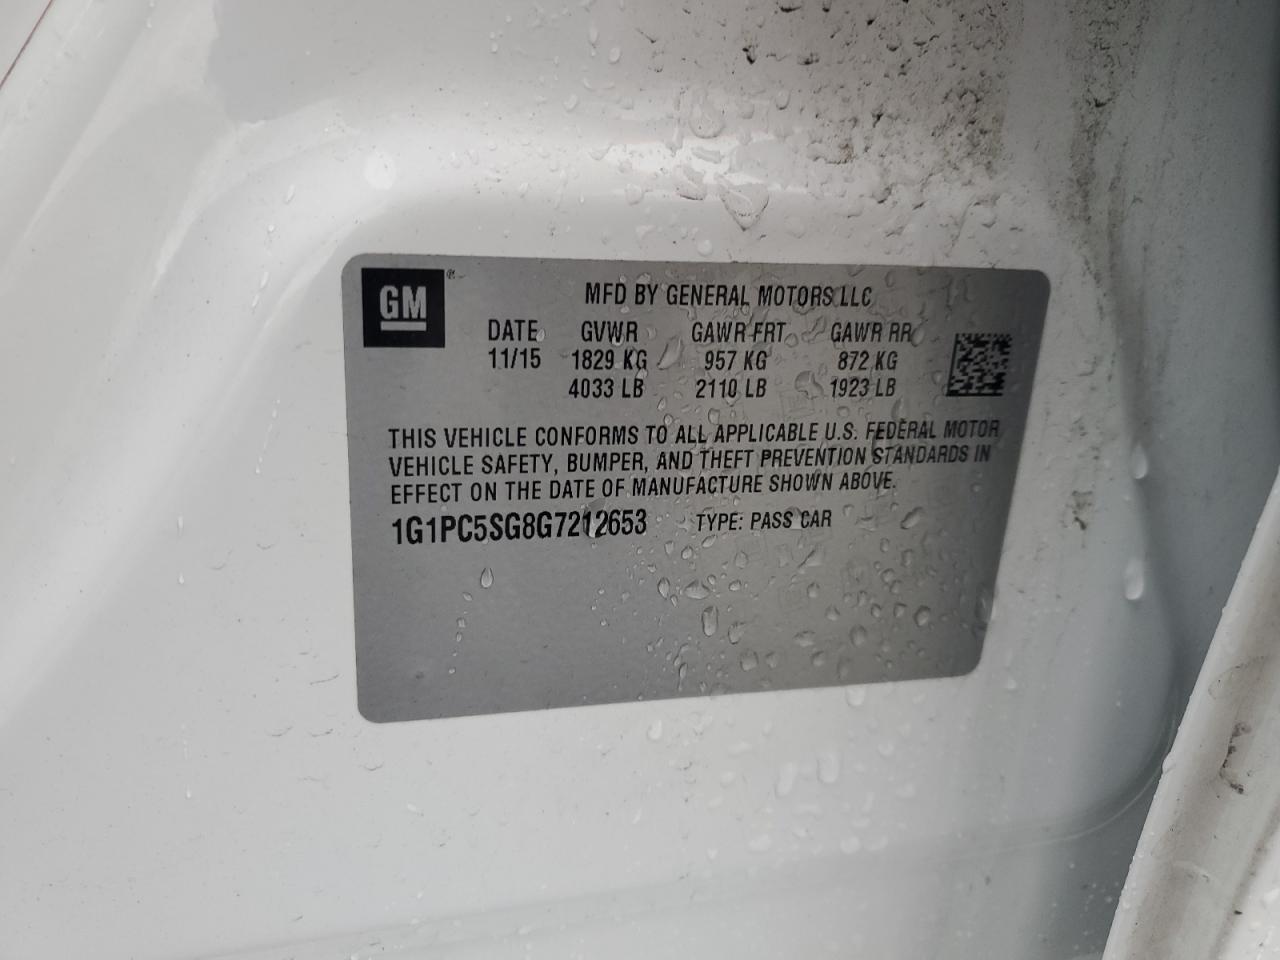 GM ®
MFD BY GENERAL MOTORS LLC
DATE GVWR GAWR FRT GAWR RR
11/15 1829 KG 957 KG 872 KG
4033 LB 2110 LB 1923 LB
THIS VEHICLE CONFORMS TO ALL APPLICABLE U.S. FEDERAL MOTOR
VEHICLE SAFETY, BUMPER, AND THEFT PREVENTION STANDARDS IN
EFFECT ON THE DATE OF MANUFACTURE SHOWN ABOVE.
1G1PC5SG8G7212653 TYPE: PASS CAR